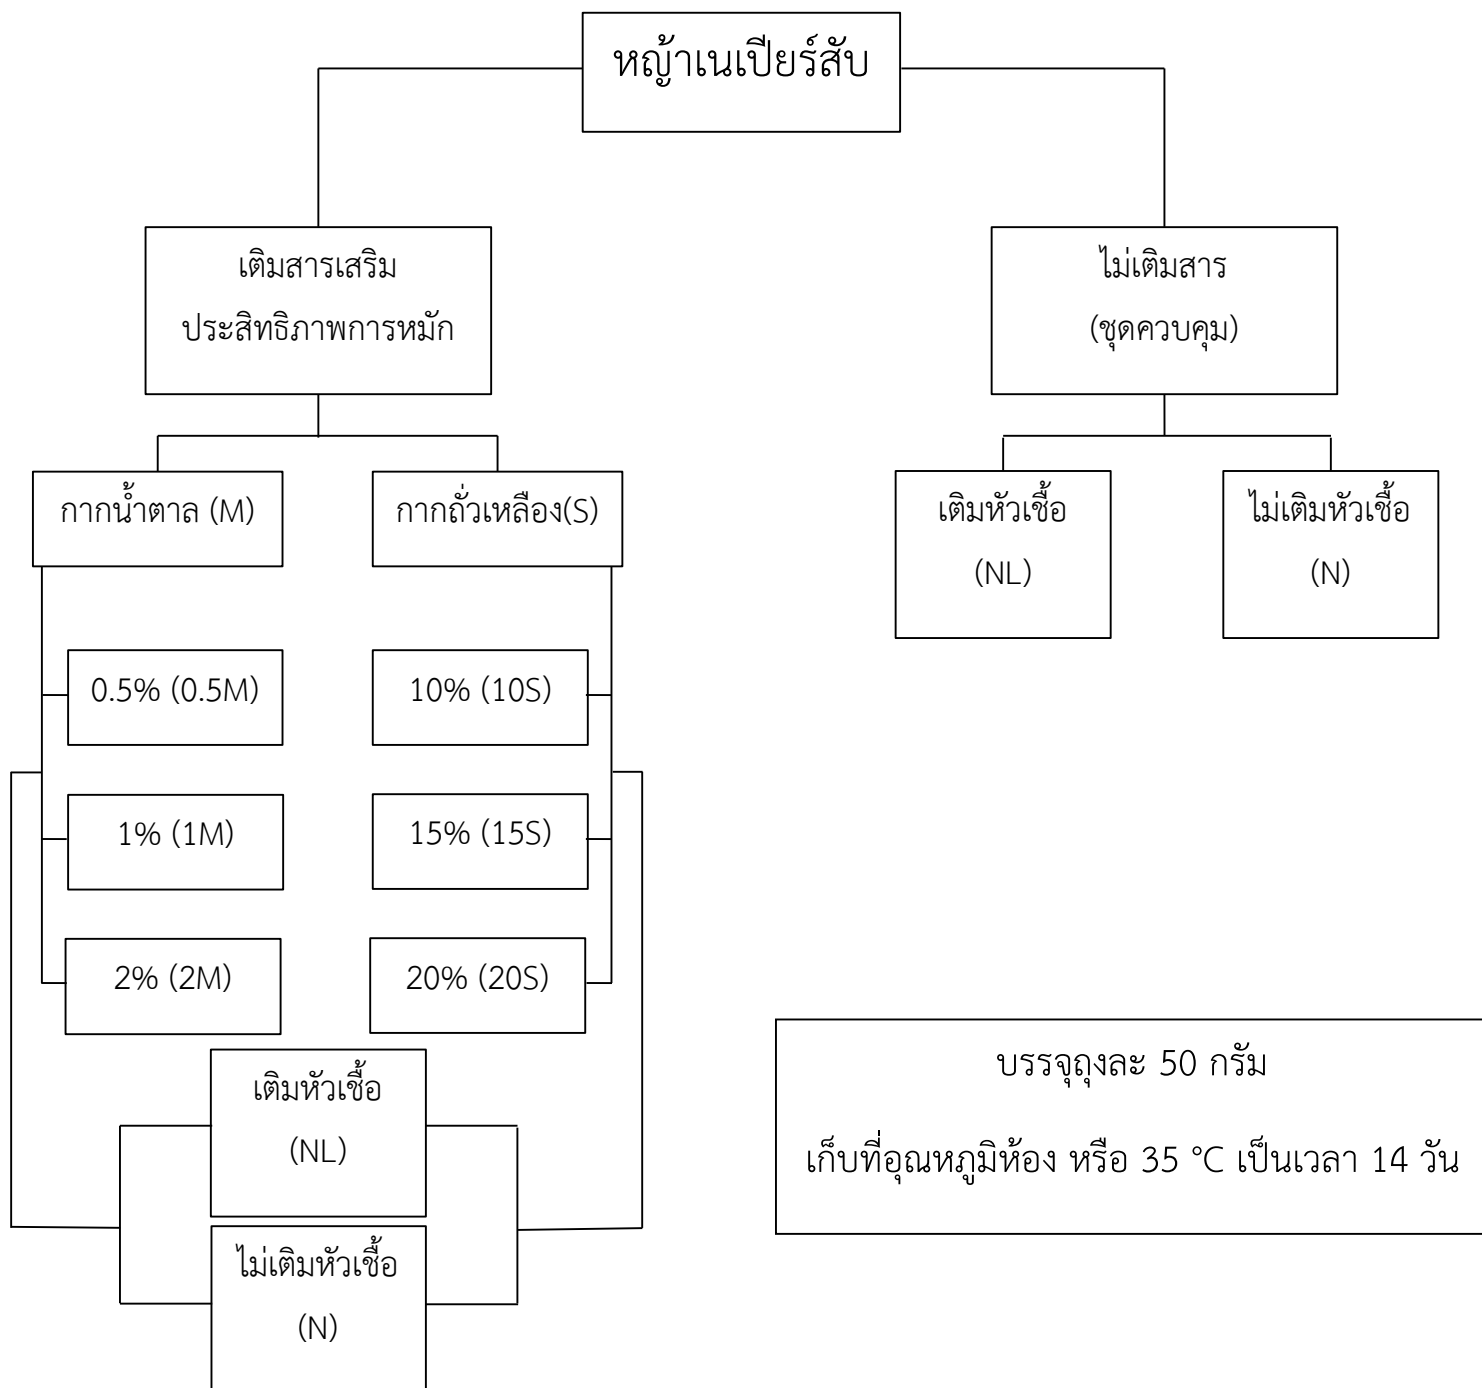 หญ้าเนเปียร์สับ
เติมสารเสริม
ประสิทธิภาพการหมัก
ไม่เติมสาร
(ชุดควบคุม)
กากน้ำตาล (M)
กากถั่วเหลือง(S)
เติมหัวเชื้อ
(NL)
ไม่เติมหัวเชื้อ
(N)
0.5% (0.5M)
10% (10S)
1% (1M)
15% (15S)
2% (2M)
20% (20S)
เติมหัวเชื้อ
(NL)
ไม่เติมหัวเชื้อ
(N)
บรรจุถุงละ 50 กรัม
เก็บที่อุณหภูมิห้อง หรือ 35 °C เป็นเวลา 14 วัน